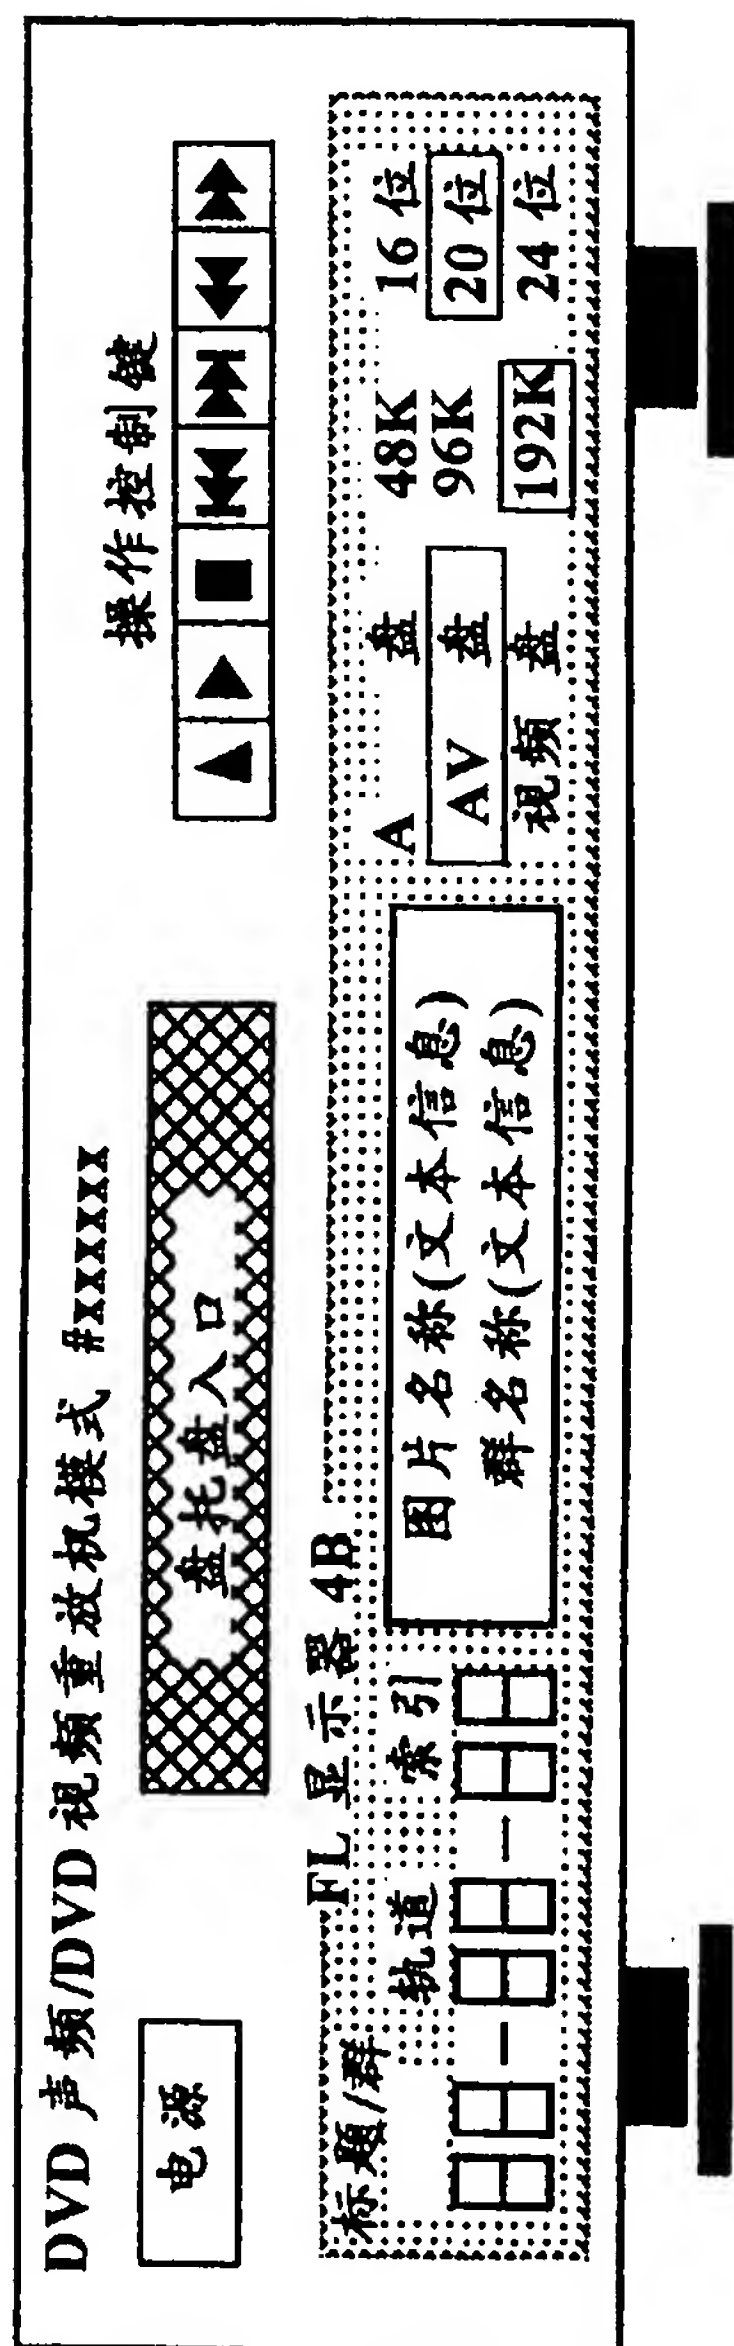 DVD 声频/DVD 视频重放机模式 #XXXXXX
电源
盘托盘入口
操作控制键
FL 显示器 4B
标题/群
轨道
索引
图片名称(文本信息)
群名称(文本信息)
A 盘
AV 盘
视频 盘
48K
96K
192K
16 位
20 位
24 位